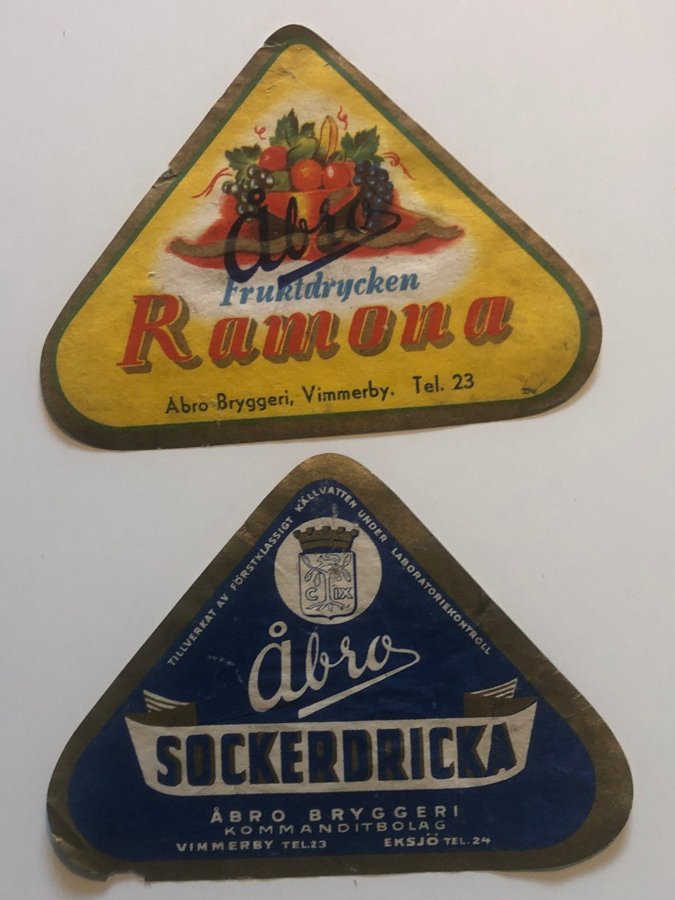 Åbro
Fruktdrycken
Ramona
Åbro Bryggeri, Vimmerby. Tel. 23
TILLVERKAT AV FÖRSTKLASSIGT KÄLLVATTEN UNDER LABORATORIEKONTROLL
C IX
Åbro
SOCKERDRICKA
ÅBRO BRYGGERI
KOMMANDITBOLAG
VIMMERBY TEL.23 EKSJÖ TEL.24